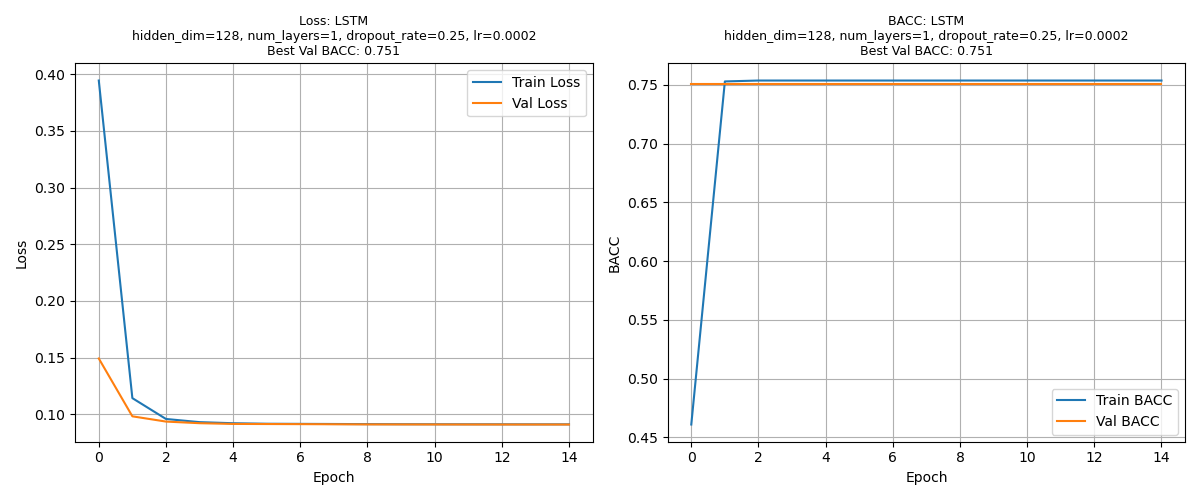 Loss: LSTM
hidden_dim=128, num_layers=1, dropout_rate=0.25, lr=0.0002
Best Val BACC: 0.751
0.40
0.35
0.30
0.25
0.20
0.15
0.10
Loss
Train Loss
Val Loss
0 2 4 6 8 10 12 14
Epoch
BACC: LSTM
hidden_dim=128, num_layers=1, dropout_rate=0.25, lr=0.0002
Best Val BACC: 0.751
0.75
0.70
0.65
0.60
0.55
0.50
0.45
BACC
Train BACC
Val BACC
0 2 4 6 8 10 12 14
Epoch